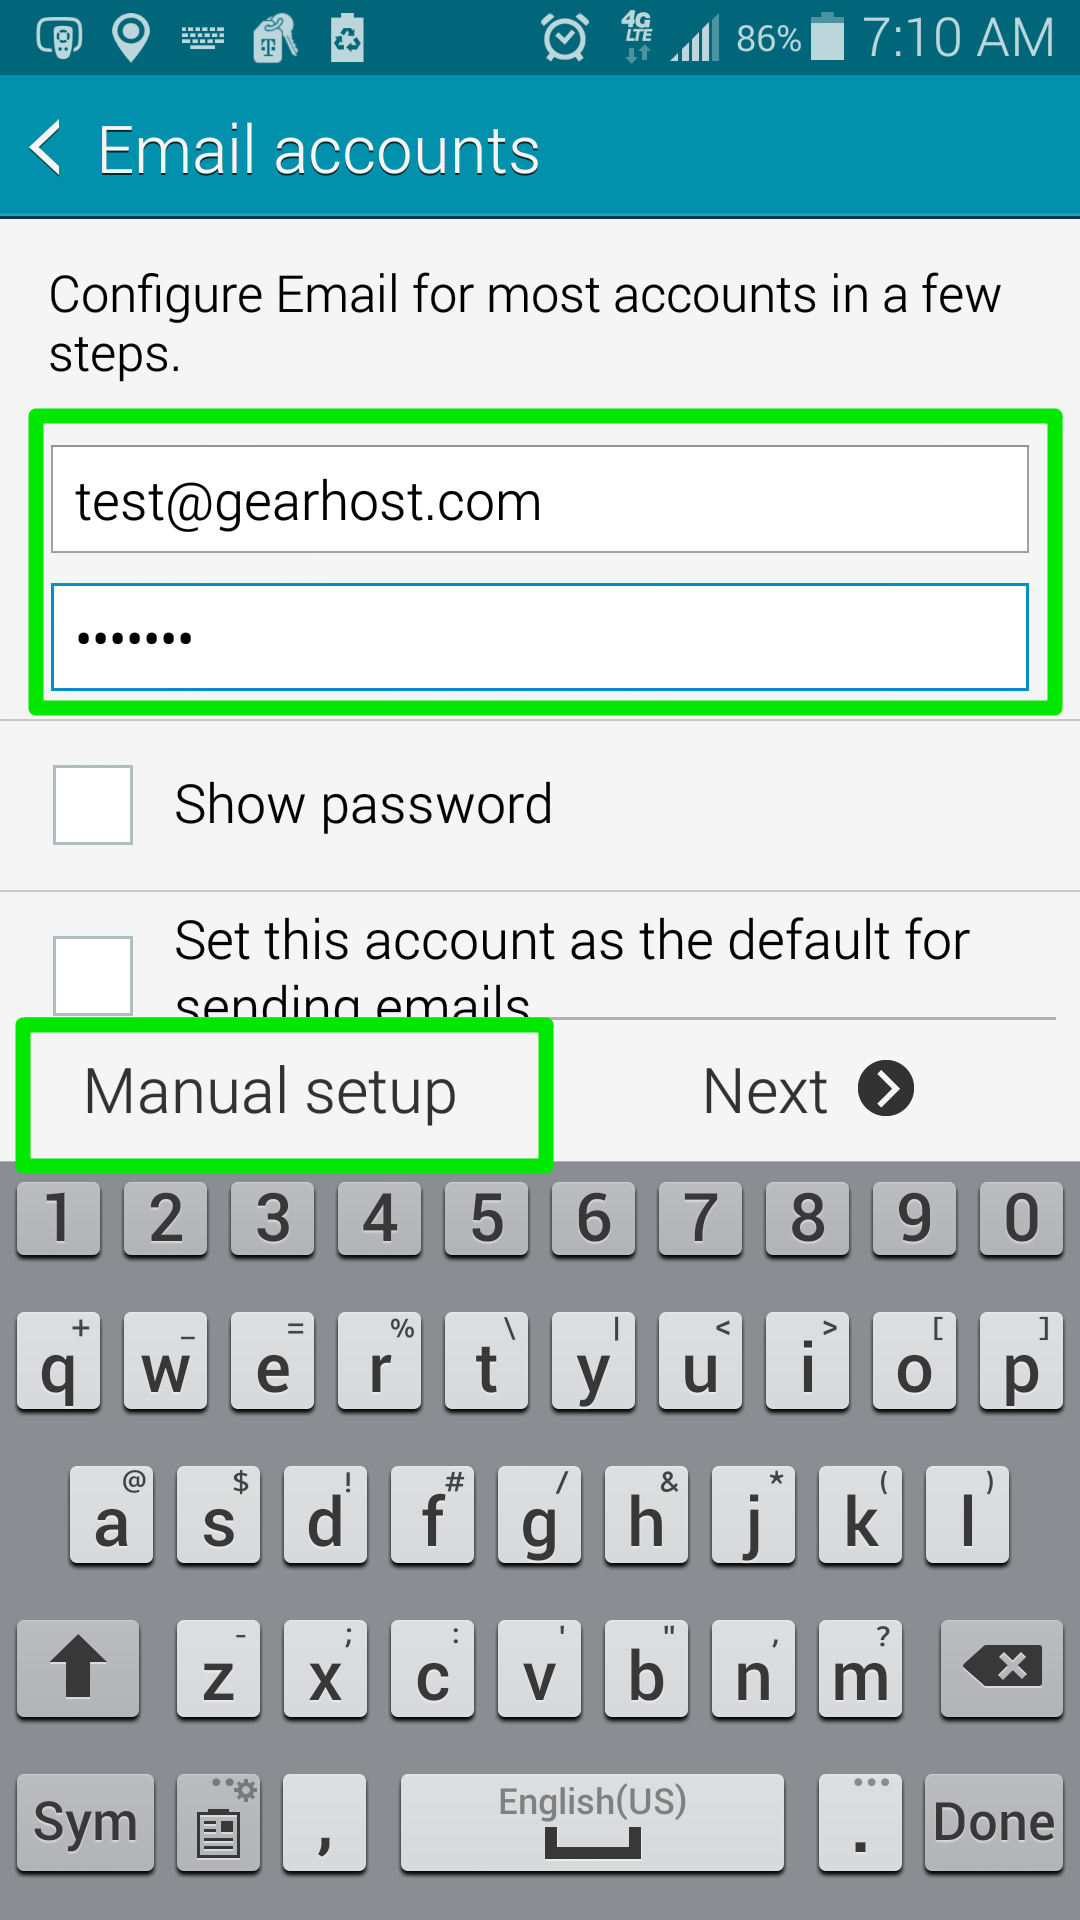 4G LTE 86% 7:10 AM
Email accounts
Configure Email for most accounts in a few
steps.
test@gearhost.com
•••••••
Show password
Set this account as the default for
sending emails
Manual setup Next
1 2 3 4 5 6 7 8 9 0
+ _ = % \ | < > [ ]
q w e r t y u i o p
@ $ ! # / & * ( )
a s d f g h j k l
- ; : ' " , ?
z x c v b n m
Sym , English(US) . Done